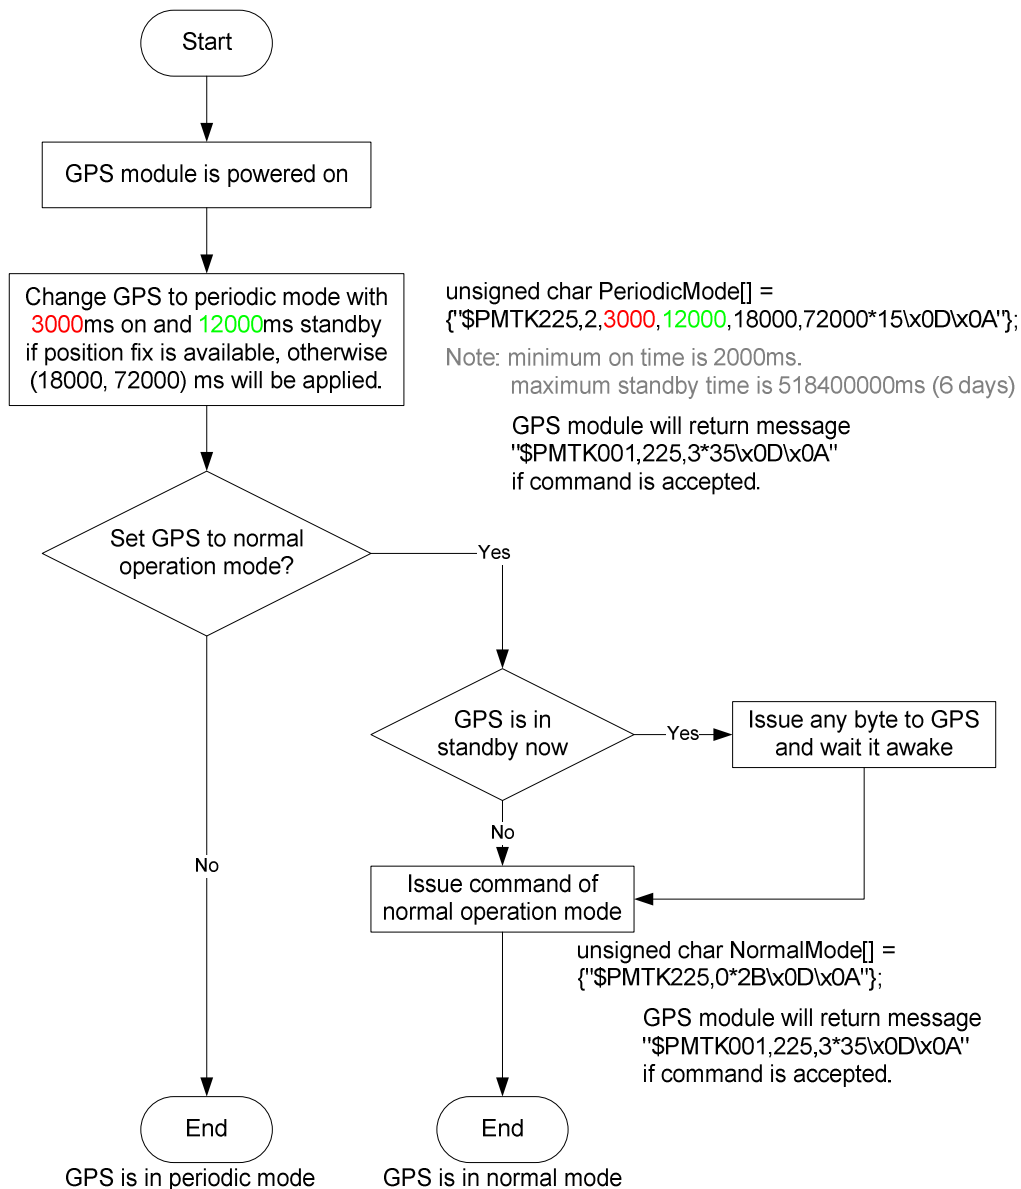 Start
GPS module is powered on
Change GPS to periodic mode with
3000ms on and 12000ms standby
if position fix is available, otherwise
(18000, 72000) ms will be applied.
unsigned char PeriodicMode[] =
{"$PMTK225,2,3000,12000,18000,72000*15\x0D\x0A"};
Note: minimum on time is 2000ms.
maximum standby time is 518400000ms (6 days)
GPS module will return message
"$PMTK001,225,3*35\x0D\x0A"
if command is accepted.
Set GPS to normal
operation mode?
Yes
GPS is in
standby now
Yes
Issue any byte to GPS
and wait it awake
No
No
Issue command of
normal operation mode
unsigned char NormalMode[] =
{"$PMTK225,0*2B\x0D\x0A"};
GPS module will return message
"$PMTK001,225,3*35\x0D\x0A"
if command is accepted.
End
GPS is in periodic mode
End
GPS is in normal mode